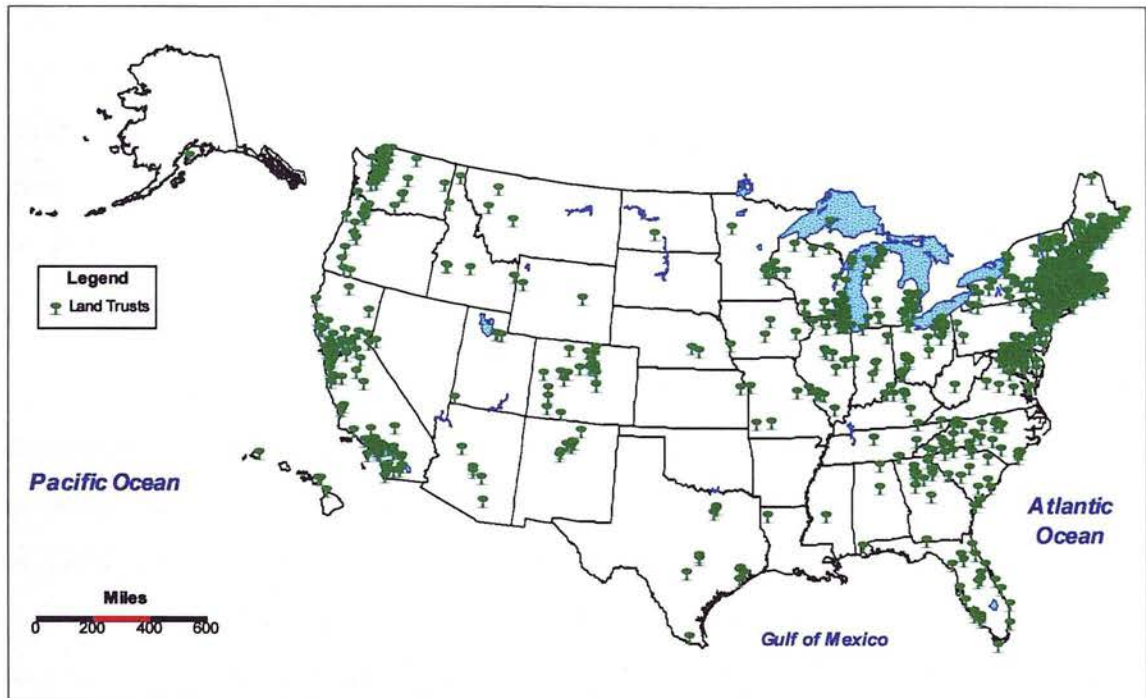 Legend
Land Trusts
Pacific Ocean
Atlantic
Ocean
Miles
0 200 400 600
Gulf of Mexico